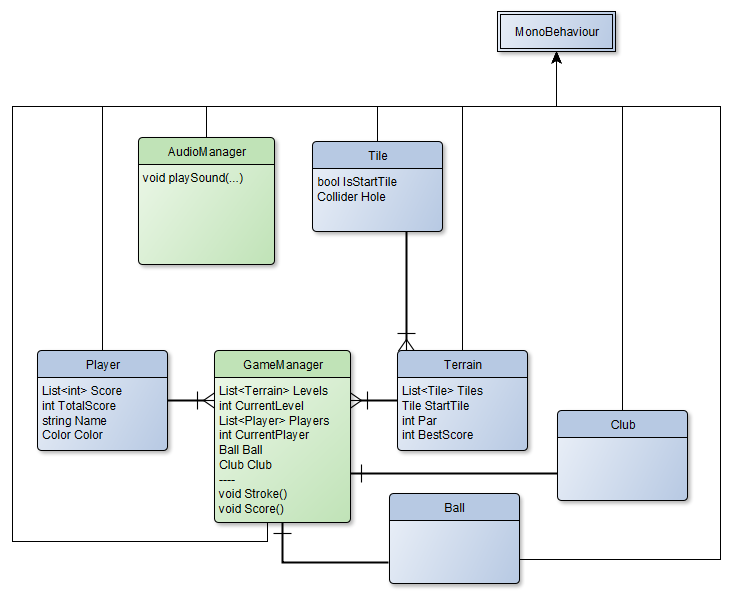 MonoBehaviour
AudioManager
void playSound(...)
Tile
bool IsStartTile
Collider Hole
Player
List<int> Score
int TotalScore
string Name
Color Color
GameManager
List<Terrain> Levels
int CurrentLevel
List<Player> Players
int CurrentPlayer
Ball Ball
Club Club
----
void Stroke()
void Score()
Terrain
List<Tile> Tiles
Tile StartTile
int Par
int BestScore
Club
Ball